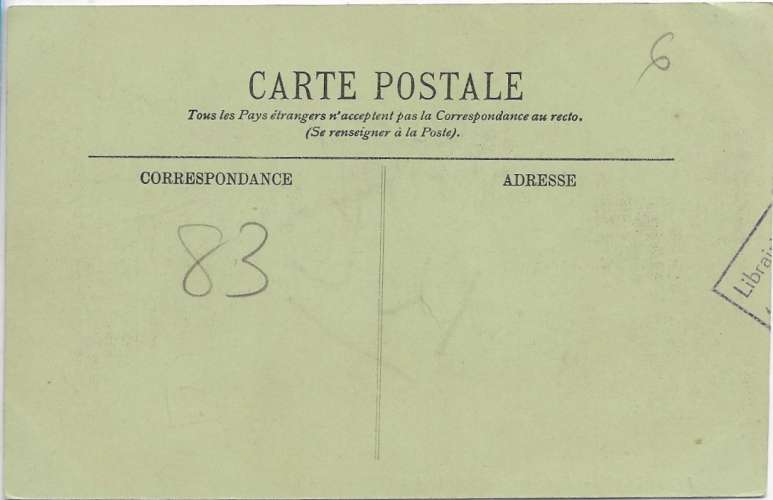 6
CARTE POSTALE
Tous les Pays étrangers n'acceptent pas la Correspondance au recto.
(Se renseigner à la Poste).
CORRESPONDANCE
ADRESSE
83